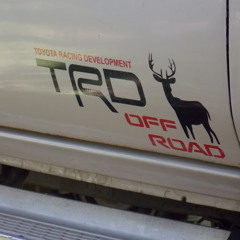 TOYOTA RACING DEVELOPMENT
TRD
OFF
ROAD